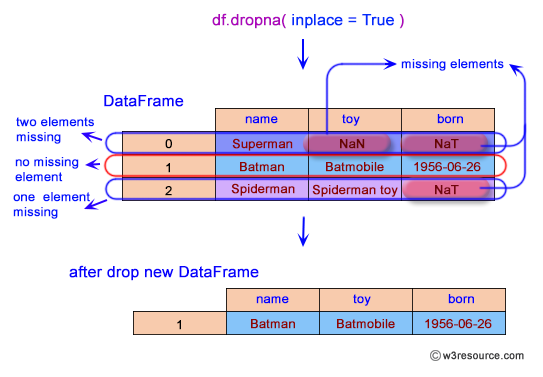 df.dropna( inplace = True )
missing elements
DataFrame
name toy born
two elements missing
0 Superman NaN NaT
no missing element
1 Batman Batmobile 1956-06-26
one element missing
2 Spiderman Spiderman toy NaT
after drop new DataFrame
name toy born
1 Batman Batmobile 1956-06-26
© w3resource.com